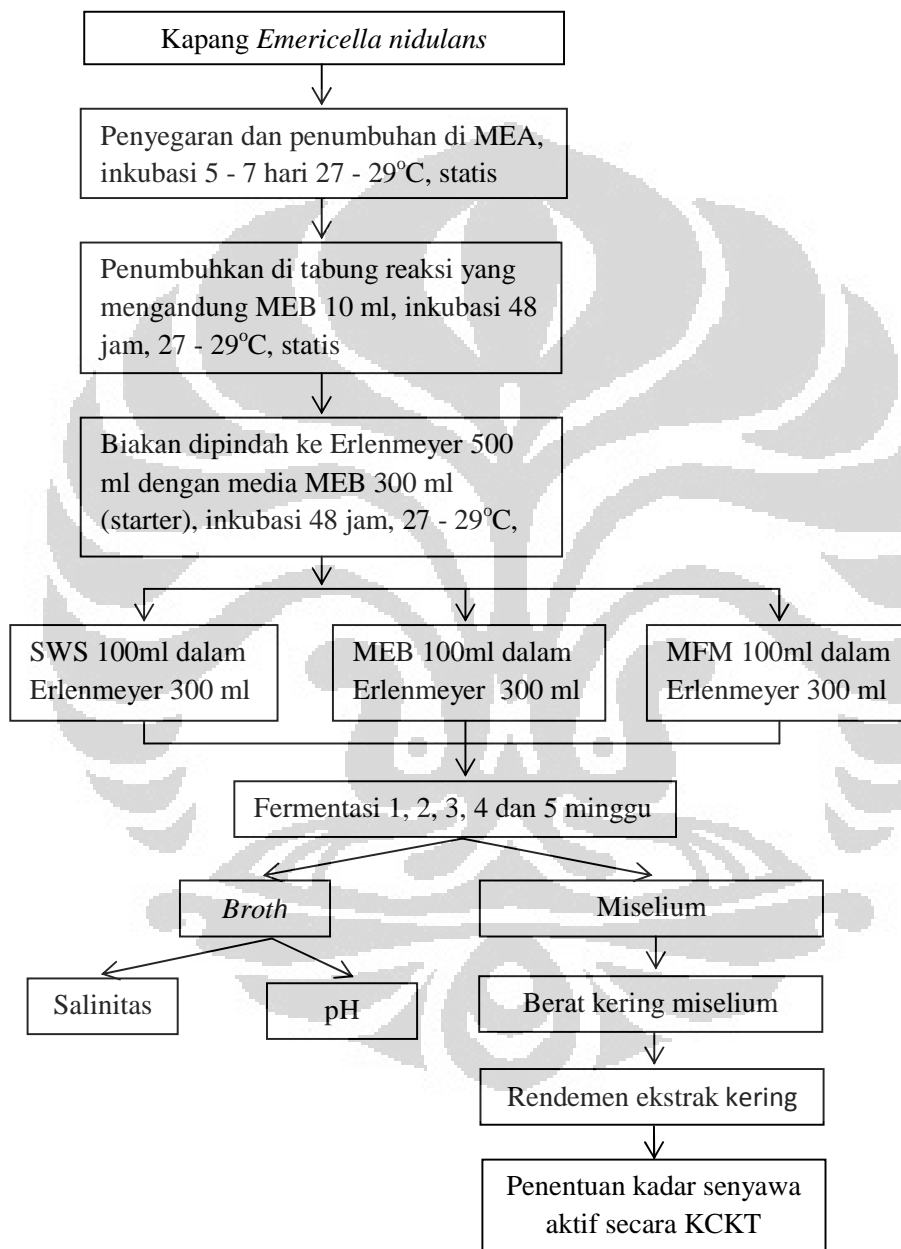 Kapang Emericella nidulans
Penyegaran dan penumbuhan di MEA,
inkubasi 5 - 7 hari 27 - 29°C, statis
Penumbuhkan di tabung reaksi yang
mengandung MEB 10 ml, inkubasi 48
jam, 27 - 29°C, statis
Biakan dipindah ke Erlenmeyer 500
ml dengan media MEB 300 ml
(starter), inkubasi 48 jam, 27 - 29°C,
SWS 100ml dalam
Erlenmeyer 300 ml
MEB 100ml dalam
Erlenmeyer 300 ml
MFM 100ml dalam
Erlenmeyer 300 ml
Fermentasi 1, 2, 3, 4 dan 5 minggu
Broth
Miselium
Salinitas
pH
Berat kering miselium
Rendemen ekstrak kering
Penentuan kadar senyawa
aktif secara KCKT